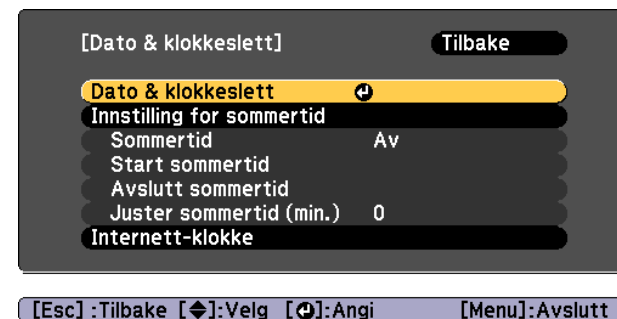 [Dato & klokkeslett] Tilbake
Dato & klokkeslett
Innstilling for sommertid
Sommertid Av
Start sommertid
Avslutt sommertid
Juster sommertid (min.) 0
Internett-klokke
[Esc] :Tilbake [◆]:Velg [⏎]:Angi [Menu]:Avslutt